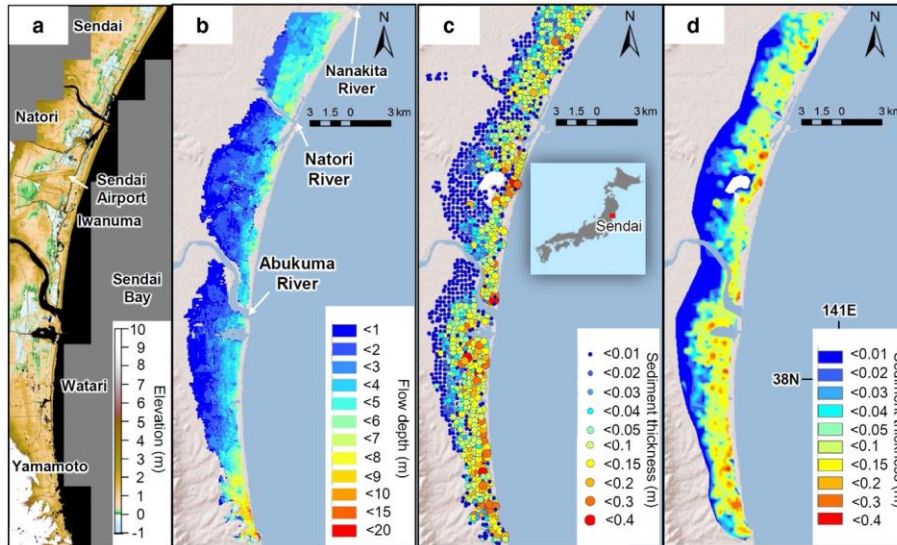 a
Sendai
Natori
Sendai
Airport
Iwanuma
Sendai
Bay
Watari
Yamamoto
10
9
8
7
6
5
4
3
2
1
0
-1
Elevation (m)
b
N
Nanakita
River
3 1.5 0 3 km
Natori
River
Abukuma
River
<1
<2
<3
<4
<5
<6
<7
<8
<9
<10
<15
<20
Flow depth (m)
c
N
3 1.5 0 3 km
Sendai
<0.01
<0.02
<0.03
<0.04
<0.05
<0.1
<0.15
<0.2
<0.3
<0.4
Sediment thickness (m)
d
N
3 1.5 0 3 km
141E
38N
<0.01
<0.02
<0.03
<0.04
<0.05
<0.1
<0.15
<0.2
<0.3
<0.4
Sediment thickness (m)